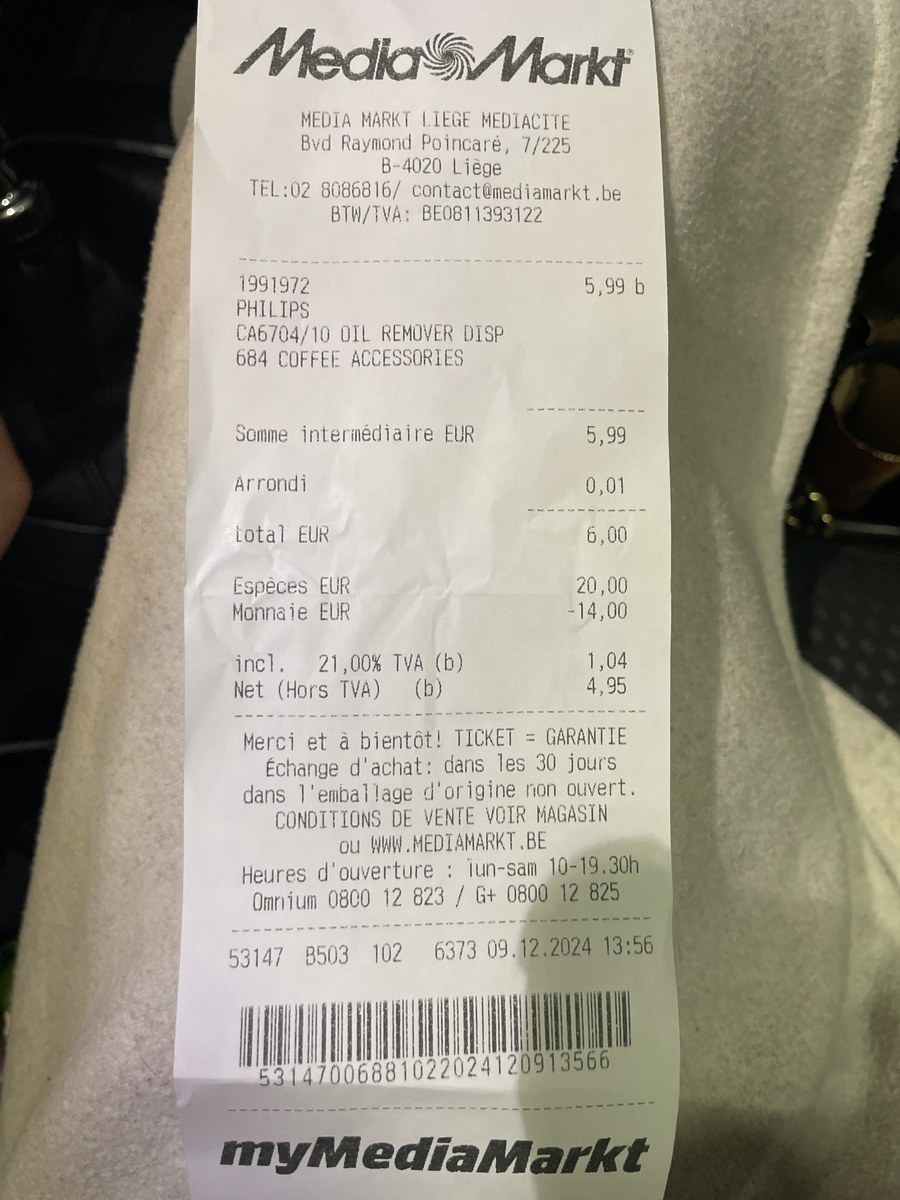 Media Markt
MEDIA MARKT LIEGE MEDIACITE
Bvd Raymond Poincaré, 7/225
B-4020 Liège
TEL:02 8086816/ contact@mediamarkt.be
BTW/TVA: BE0811393122
1991972 5,99 b
PHILIPS
CA6704/10 OIL REMOVER DISP
684 COFFEE ACCESSORIES
Somme intermédiaire EUR 5,99
Arrondi 0,01
total EUR 6,00
Espèces EUR 20,00
Monnaie EUR -14,00
incl. 21,00% TVA (b) 1,04
Net (Hors TVA) (b) 4,95
Merci et à bientôt! TICKET = GARANTIE
Échange d'achat: dans les 30 jours
dans l'emballage d'origine non ouvert.
CONDITIONS DE VENTE VOIR MAGASIN
ou WWW.MEDIAMARKT.BE
Heures d'ouverture : lun-sam 10-19.30h
Omnium 0800 12 823 / G+ 0800 12 825
53147 B503 102 6373 09.12.2024 13:56
53147006881022024120913566
myMediaMarkt